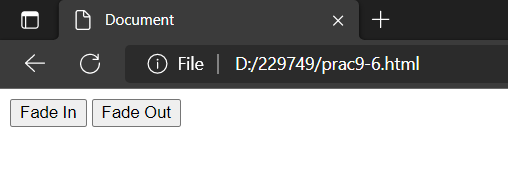 Document
File D:/229749/prac9-6.html
Fade In Fade Out